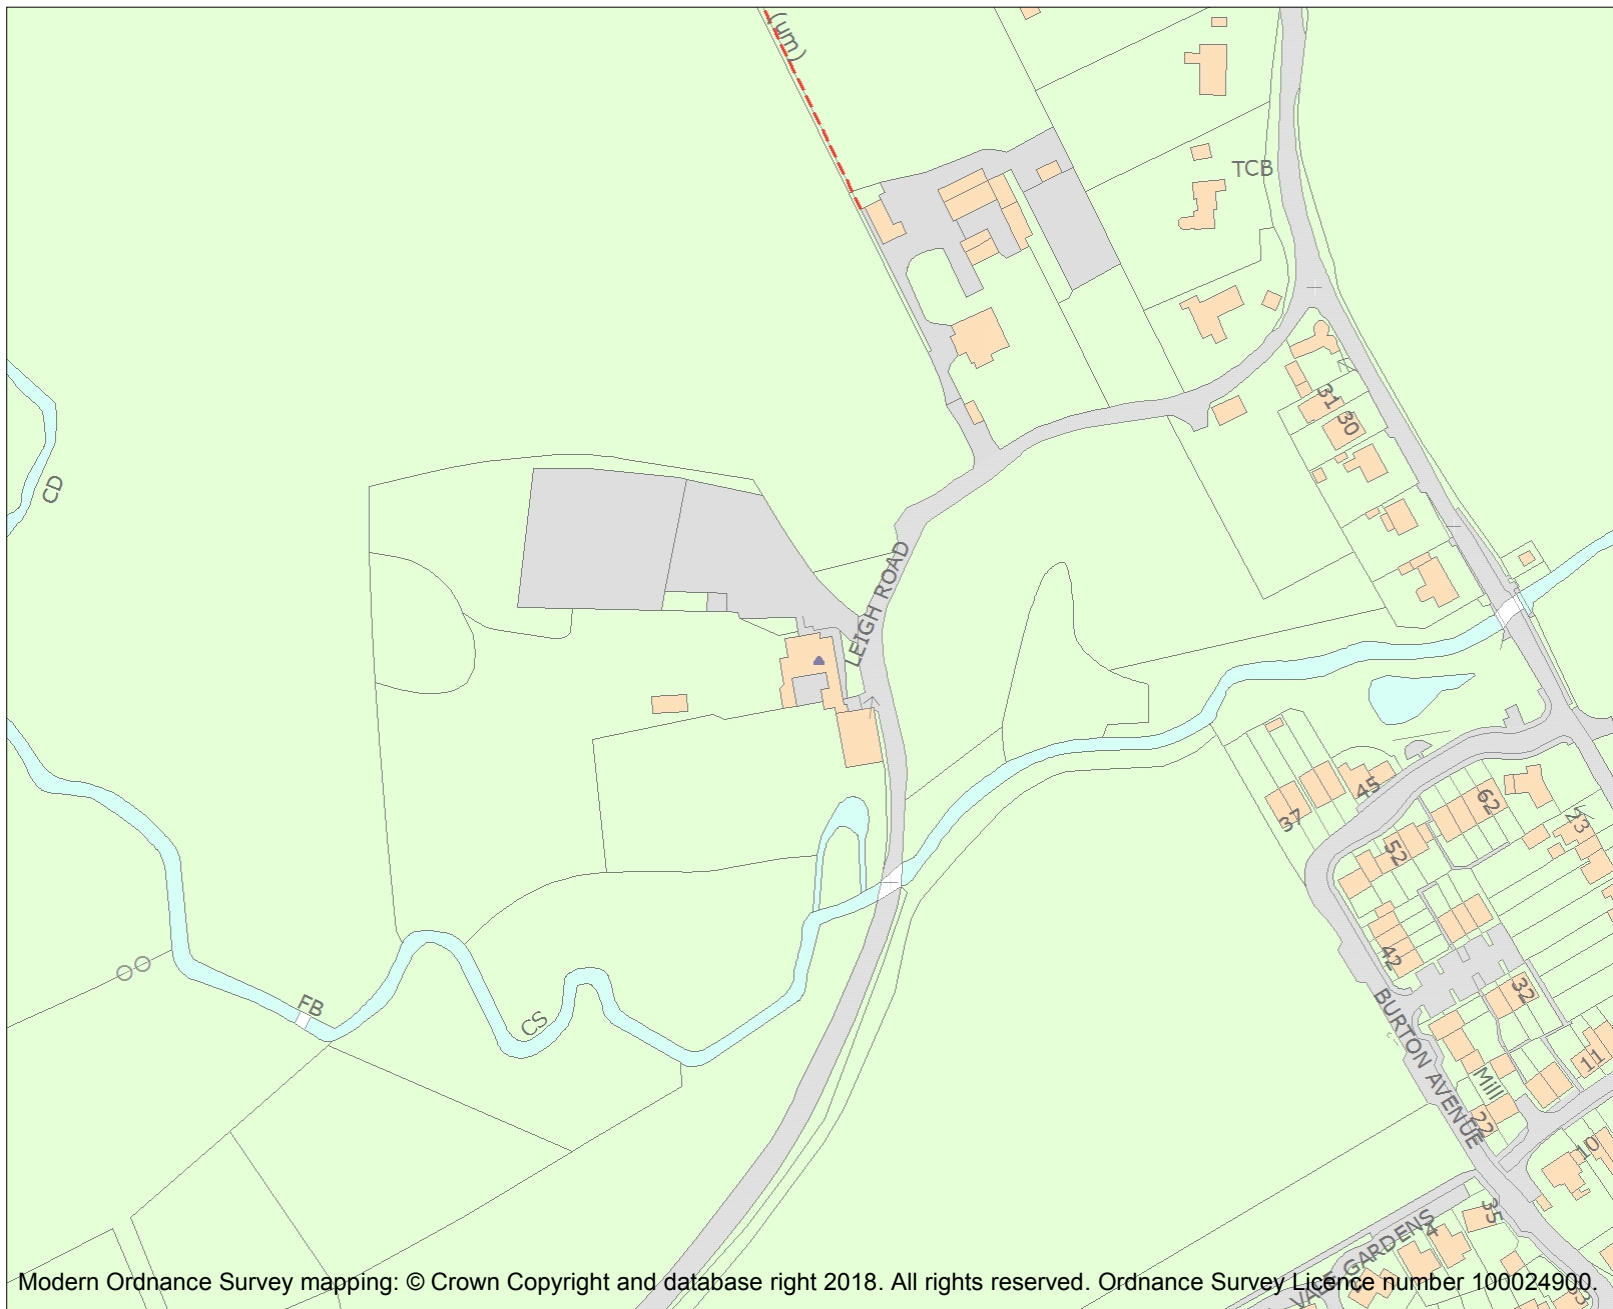 (um)
TCB
31
30
CD
LEIGH ROAD
45
37
62
23
52
42
FB
CS
32
BURTON AVENUE
11
Mill
22
10
35
4
VALE GARDENS
33
Modern Ordnance Survey mapping: © Crown Copyright and database right 2018. All rights reserved. Ordnance Survey Licence number 100024900.